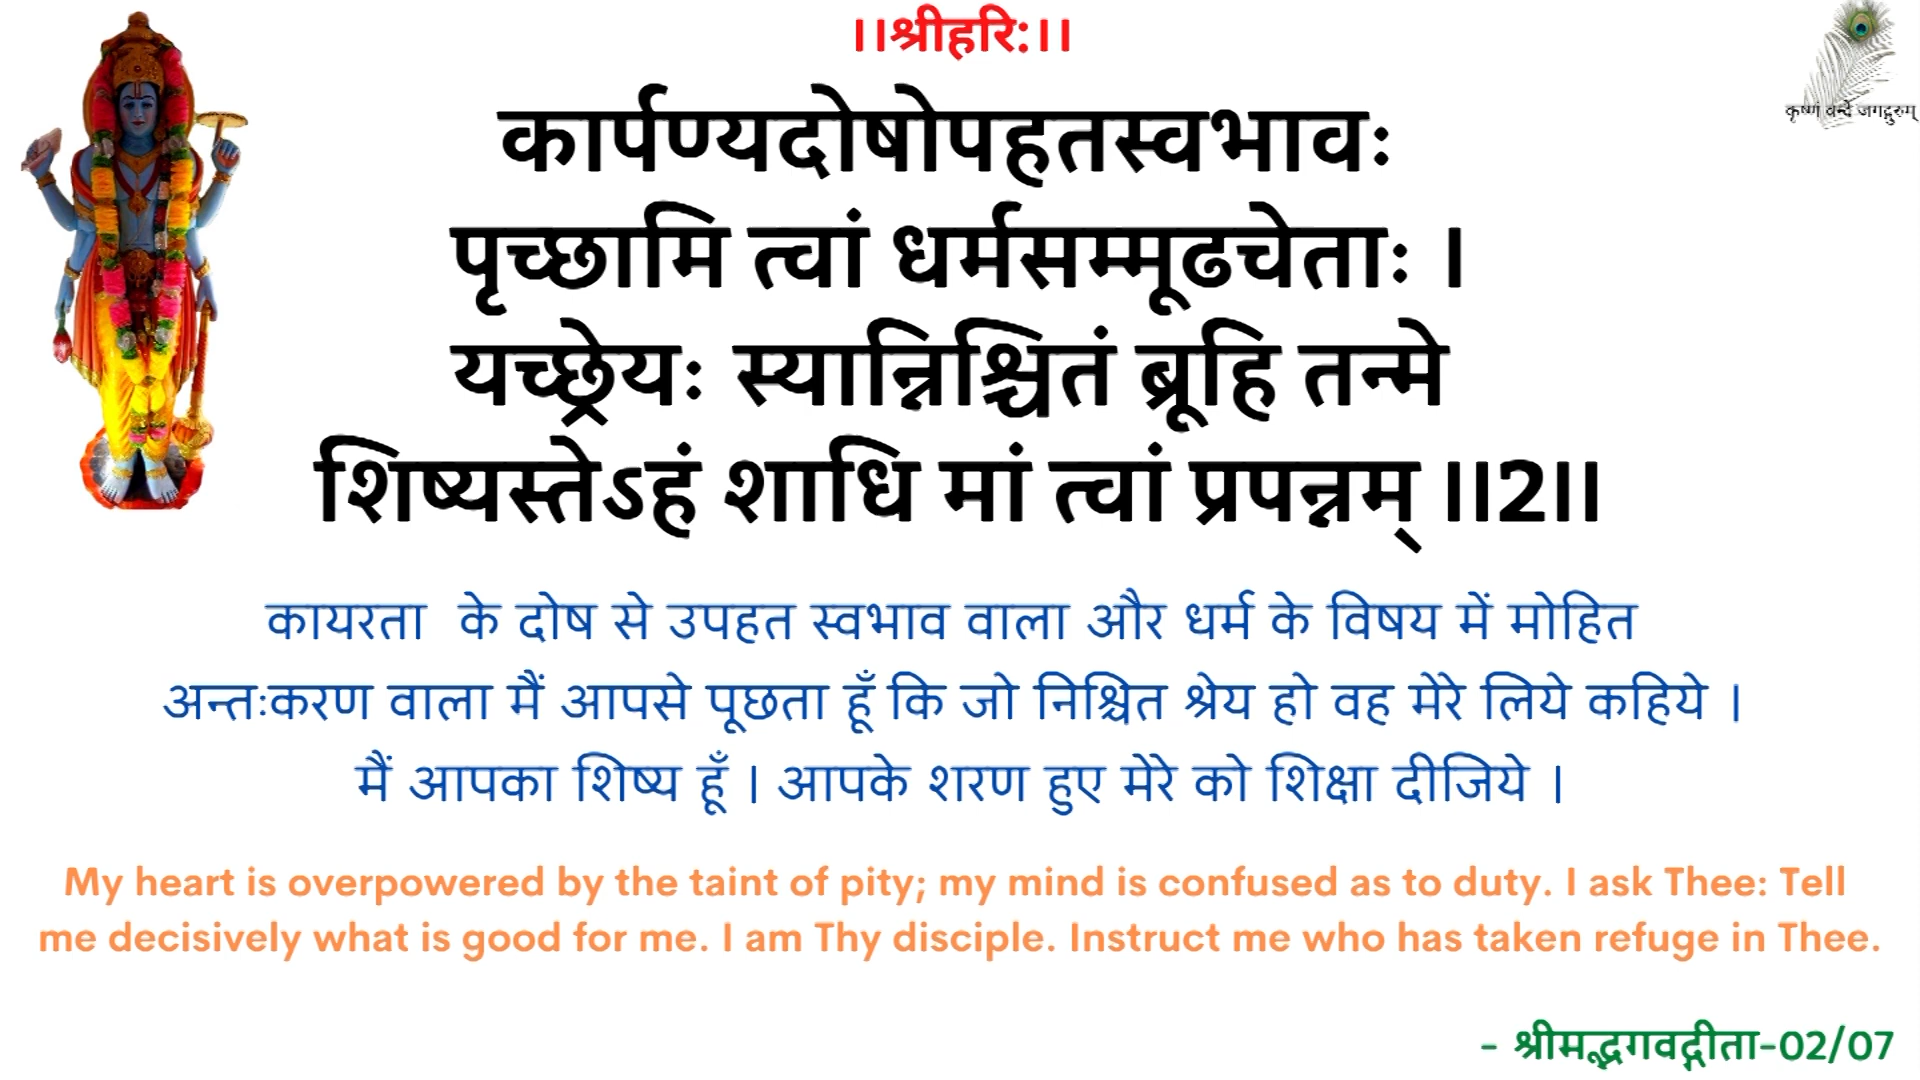 ।।श्रीहरि:।।
कृष्णं वन्दे जगद्गुरुम्
कार्पण्यदोषोपहतस्वभावः
पृच्छामि त्वां धर्मसम्मूढचेताः ।
यच्छ्रेयः स्यान्निश्चितं ब्रूहि तन्मे
शिष्यस्तेऽहं शाधि मां त्वां प्रपन्नम् ।।2।।
कायरता के दोष से उपहत स्वभाव वाला और धर्म के विषय में मोहित
अन्तःकरण वाला मैं आपसे पूछता हूँ कि जो निश्चित श्रेय हो वह मेरे लिये कहिये ।
मैं आपका शिष्य हूँ । आपके शरण हुए मेरे को शिक्षा दीजिये ।
My heart is overpowered by the taint of pity; my mind is confused as to duty. I ask Thee: Tell
me decisively what is good for me. I am Thy disciple. Instruct me who has taken refuge in Thee.
- श्रीमद्भगवद्गीता-02/07